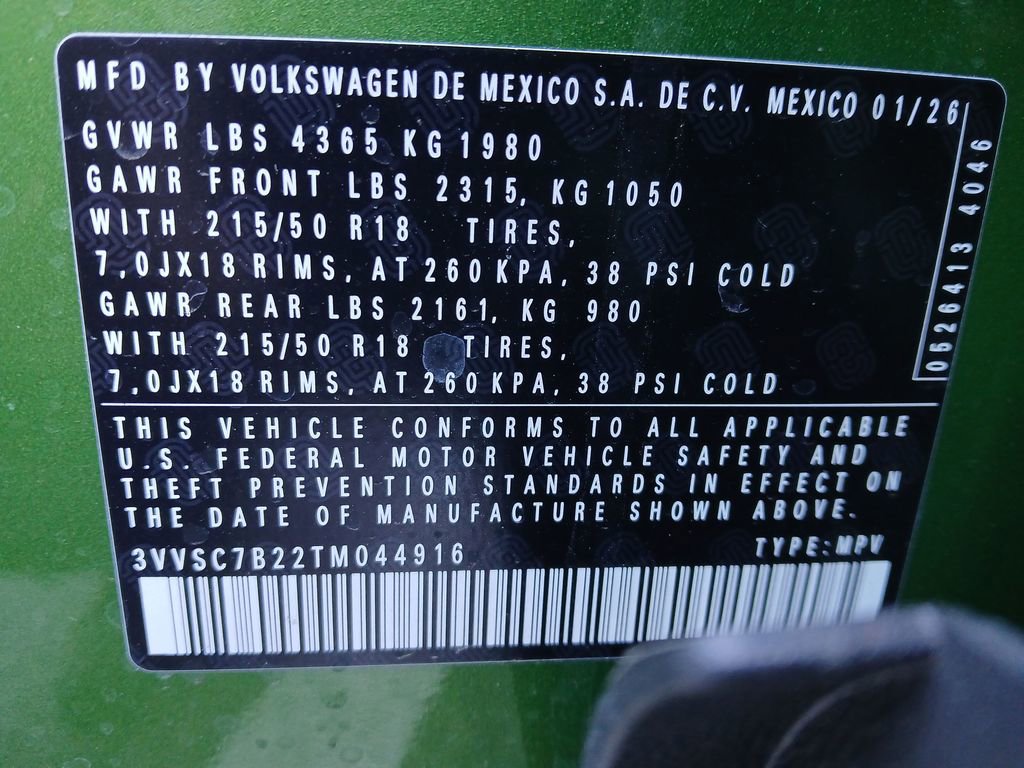 MFD BY VOLKSWAGEN DE MEXICO S.A. DE C.V. MEXICO 01/26
GVWR LBS 4365 KG 1980
GAWR FRONT LBS 2315, KG 1050
WITH 215/50 R18 TIRES,
7,0JX18 RIMS, AT 260 KPA, 38 PSI COLD
GAWR REAR LBS 2161, KG 980
WITH 215/50 R18 TIRES,
7,0JX18 RIMS, AT 260 KPA, 38 PSI COLD
0526413 4046
THIS VEHICLE CONFORMS TO ALL APPLICABLE
U.S. FEDERAL MOTOR VEHICLE SAFETY AND
THEFT PREVENTION STANDARDS IN EFFECT ON
THE DATE OF MANUFACTURE SHOWN ABOVE.
3VVSC7B22TM044916 TYPE:MPV